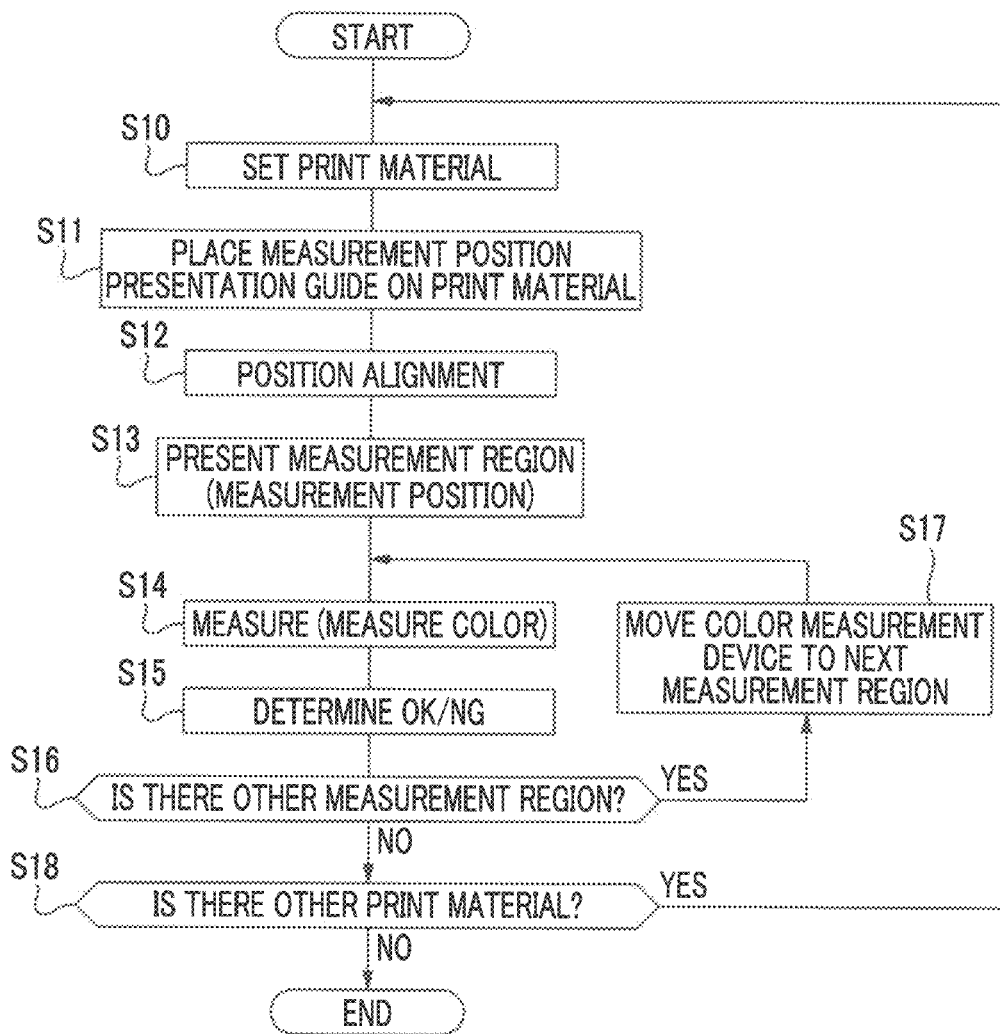 START
S10
SET PRINT MATERIAL
S11
PLACE MEASUREMENT POSITION
PRESENTATION GUIDE ON PRINT MATERIAL
S12
POSITION ALIGNMENT
S13
PRESENT MEASUREMENT REGION
(MEASUREMENT POSITION)
S14
MEASURE (MEASURE COLOR)
S17
MOVE COLOR MEASUREMENT
DEVICE TO NEXT
MEASUREMENT REGION
S15
DETERMINE OK/NG
S16
IS THERE OTHER MEASUREMENT REGION?
YES
NO
S18
IS THERE OTHER PRINT MATERIAL?
YES
NO
END